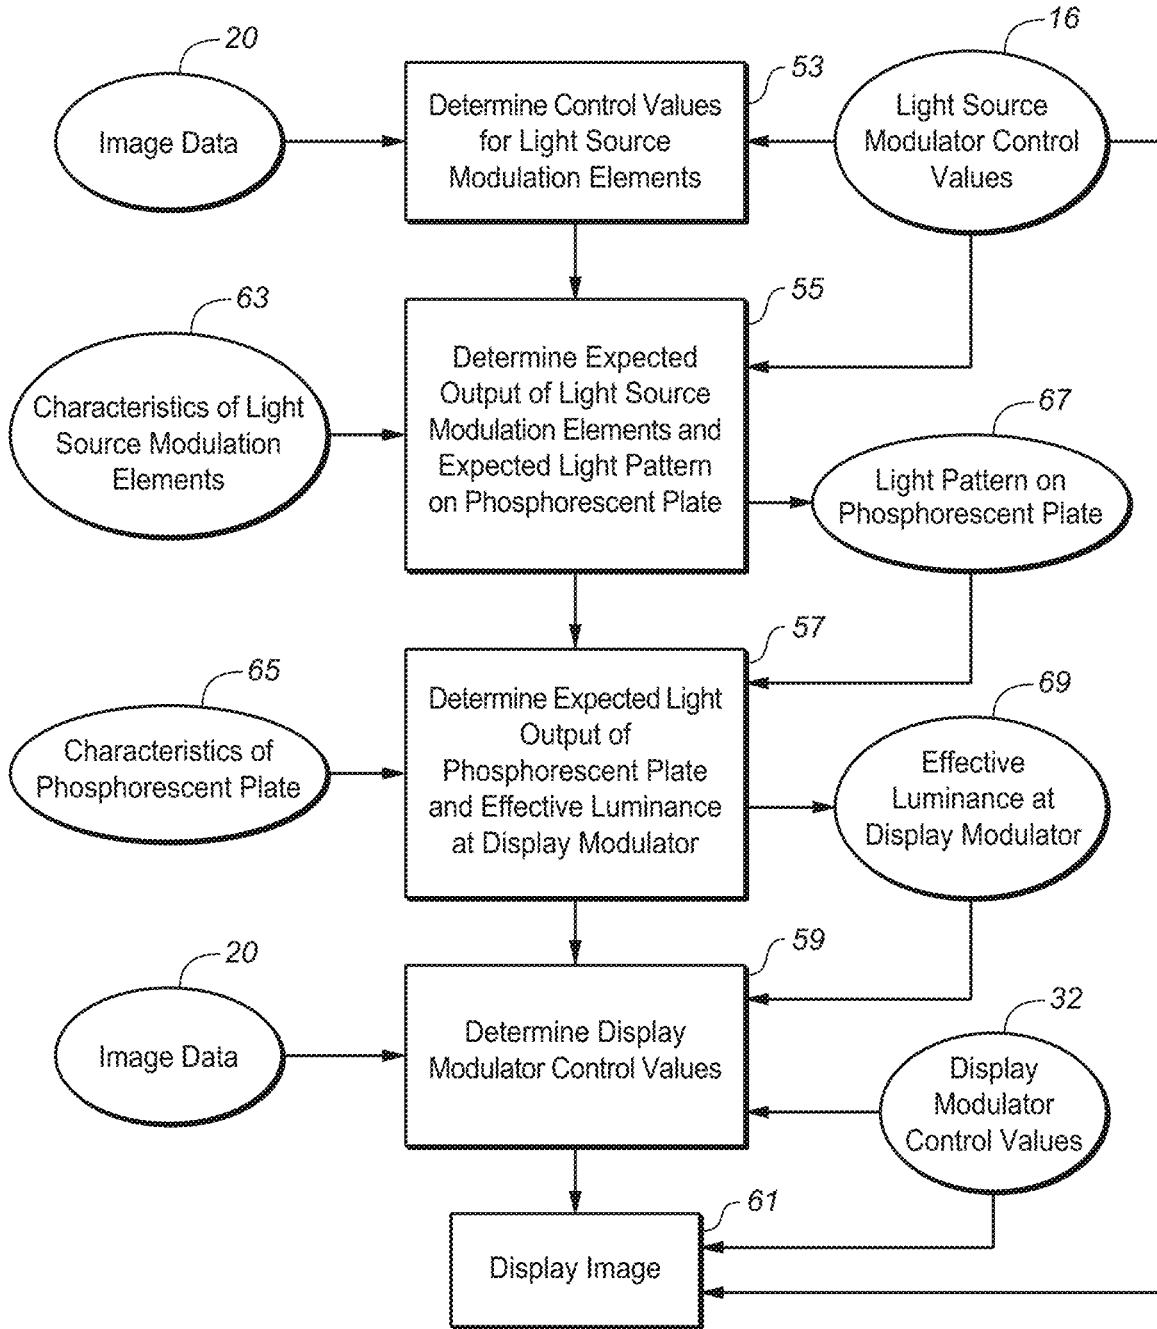 20
Image Data
53
Determine Control Values
for Light Source
Modulation Elements
16
Light Source
Modulator Control
Values
63
Characteristics of Light
Source Modulation
Elements
55
Determine Expected
Output of Light Source
Modulation Elements and
Expected Light Pattern
on Phosphorescent Plate
67
Light Pattern on
Phosphorescent Plate
65
Characteristics of
Phosphorescent Plate
57
Determine Expected Light
Output of
Phosphorescent Plate
and Effective Luminance
at Display Modulator
69
Effective
Luminance at
Display Modulator
20
Image Data
59
Determine Display
Modulator Control Values
32
Display
Modulator
Control Values
61
Display Image